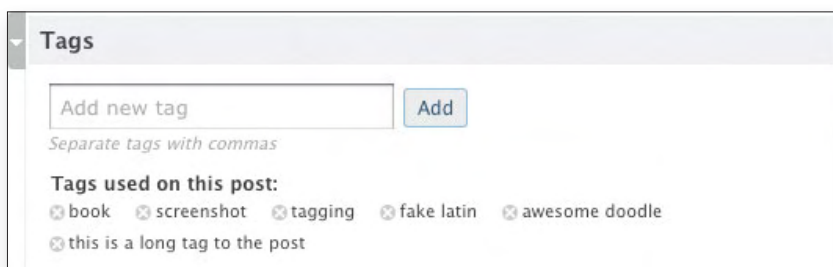 Tags
Add new tag Add
Separate tags with commas
Tags used on this post:
book screenshot tagging fake latin awesome doodle
this is a long tag to the post